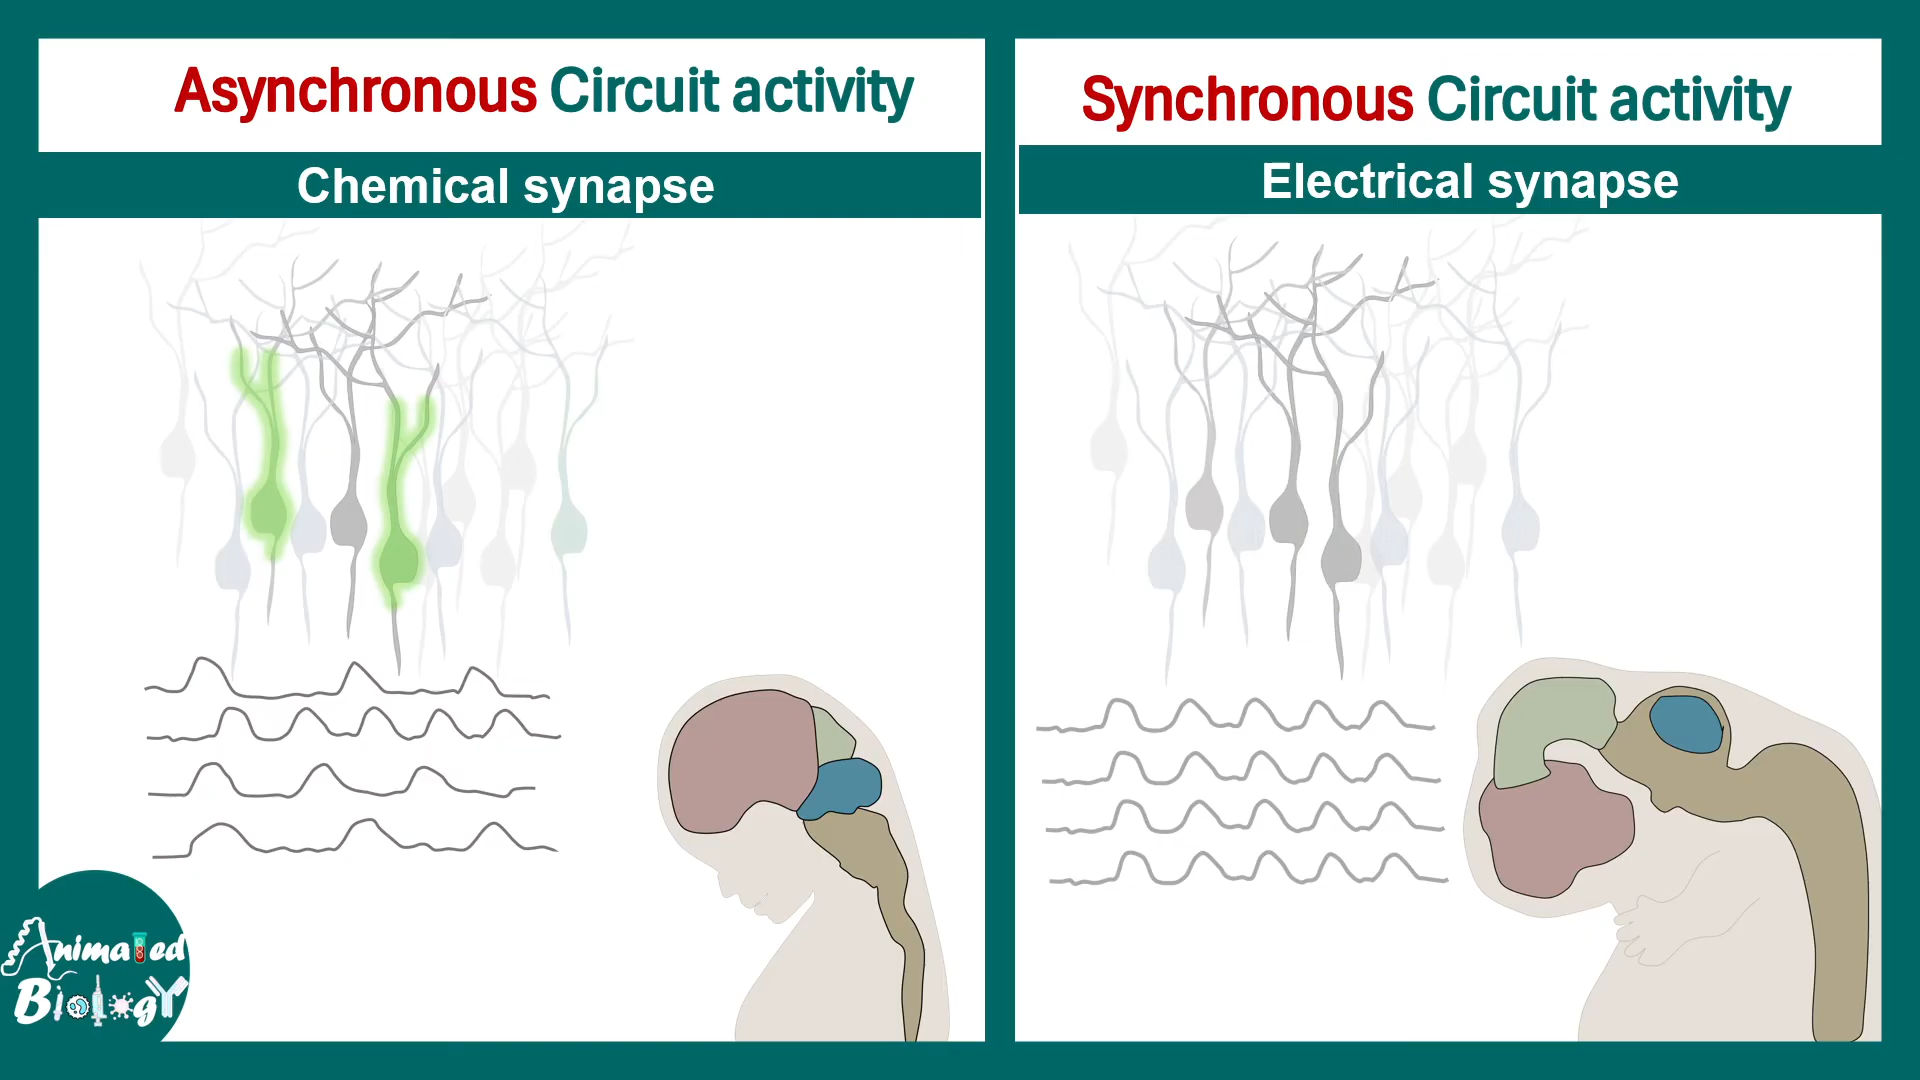 Asynchronous Circuit activity
Chemical synapse
Synchronous Circuit activity
Electrical synapse
Animated
Biology